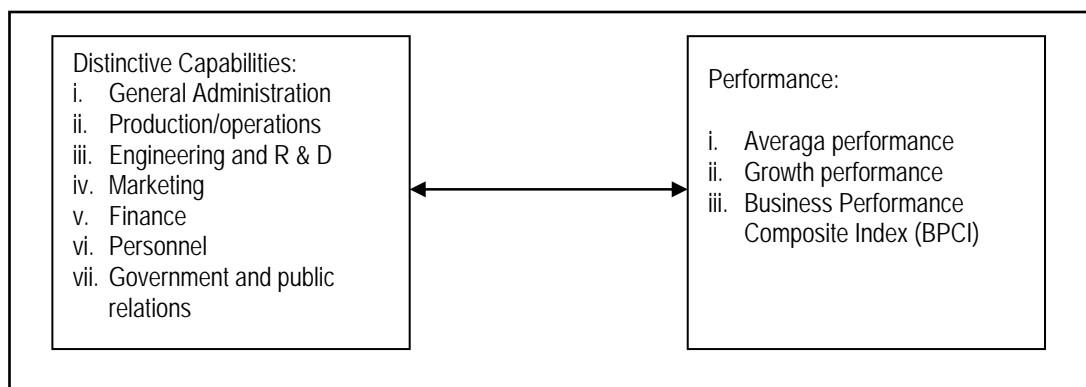 Distinctive Capabilities:
i. General Administration
ii. Production/operations
iii. Engineering and R & D
iv. Marketing
v. Finance
vi. Personnel
vii. Government and public
relations
Performance:
i. Averaga performance
ii. Growth performance
iii. Business Performance
Composite Index (BPCI)